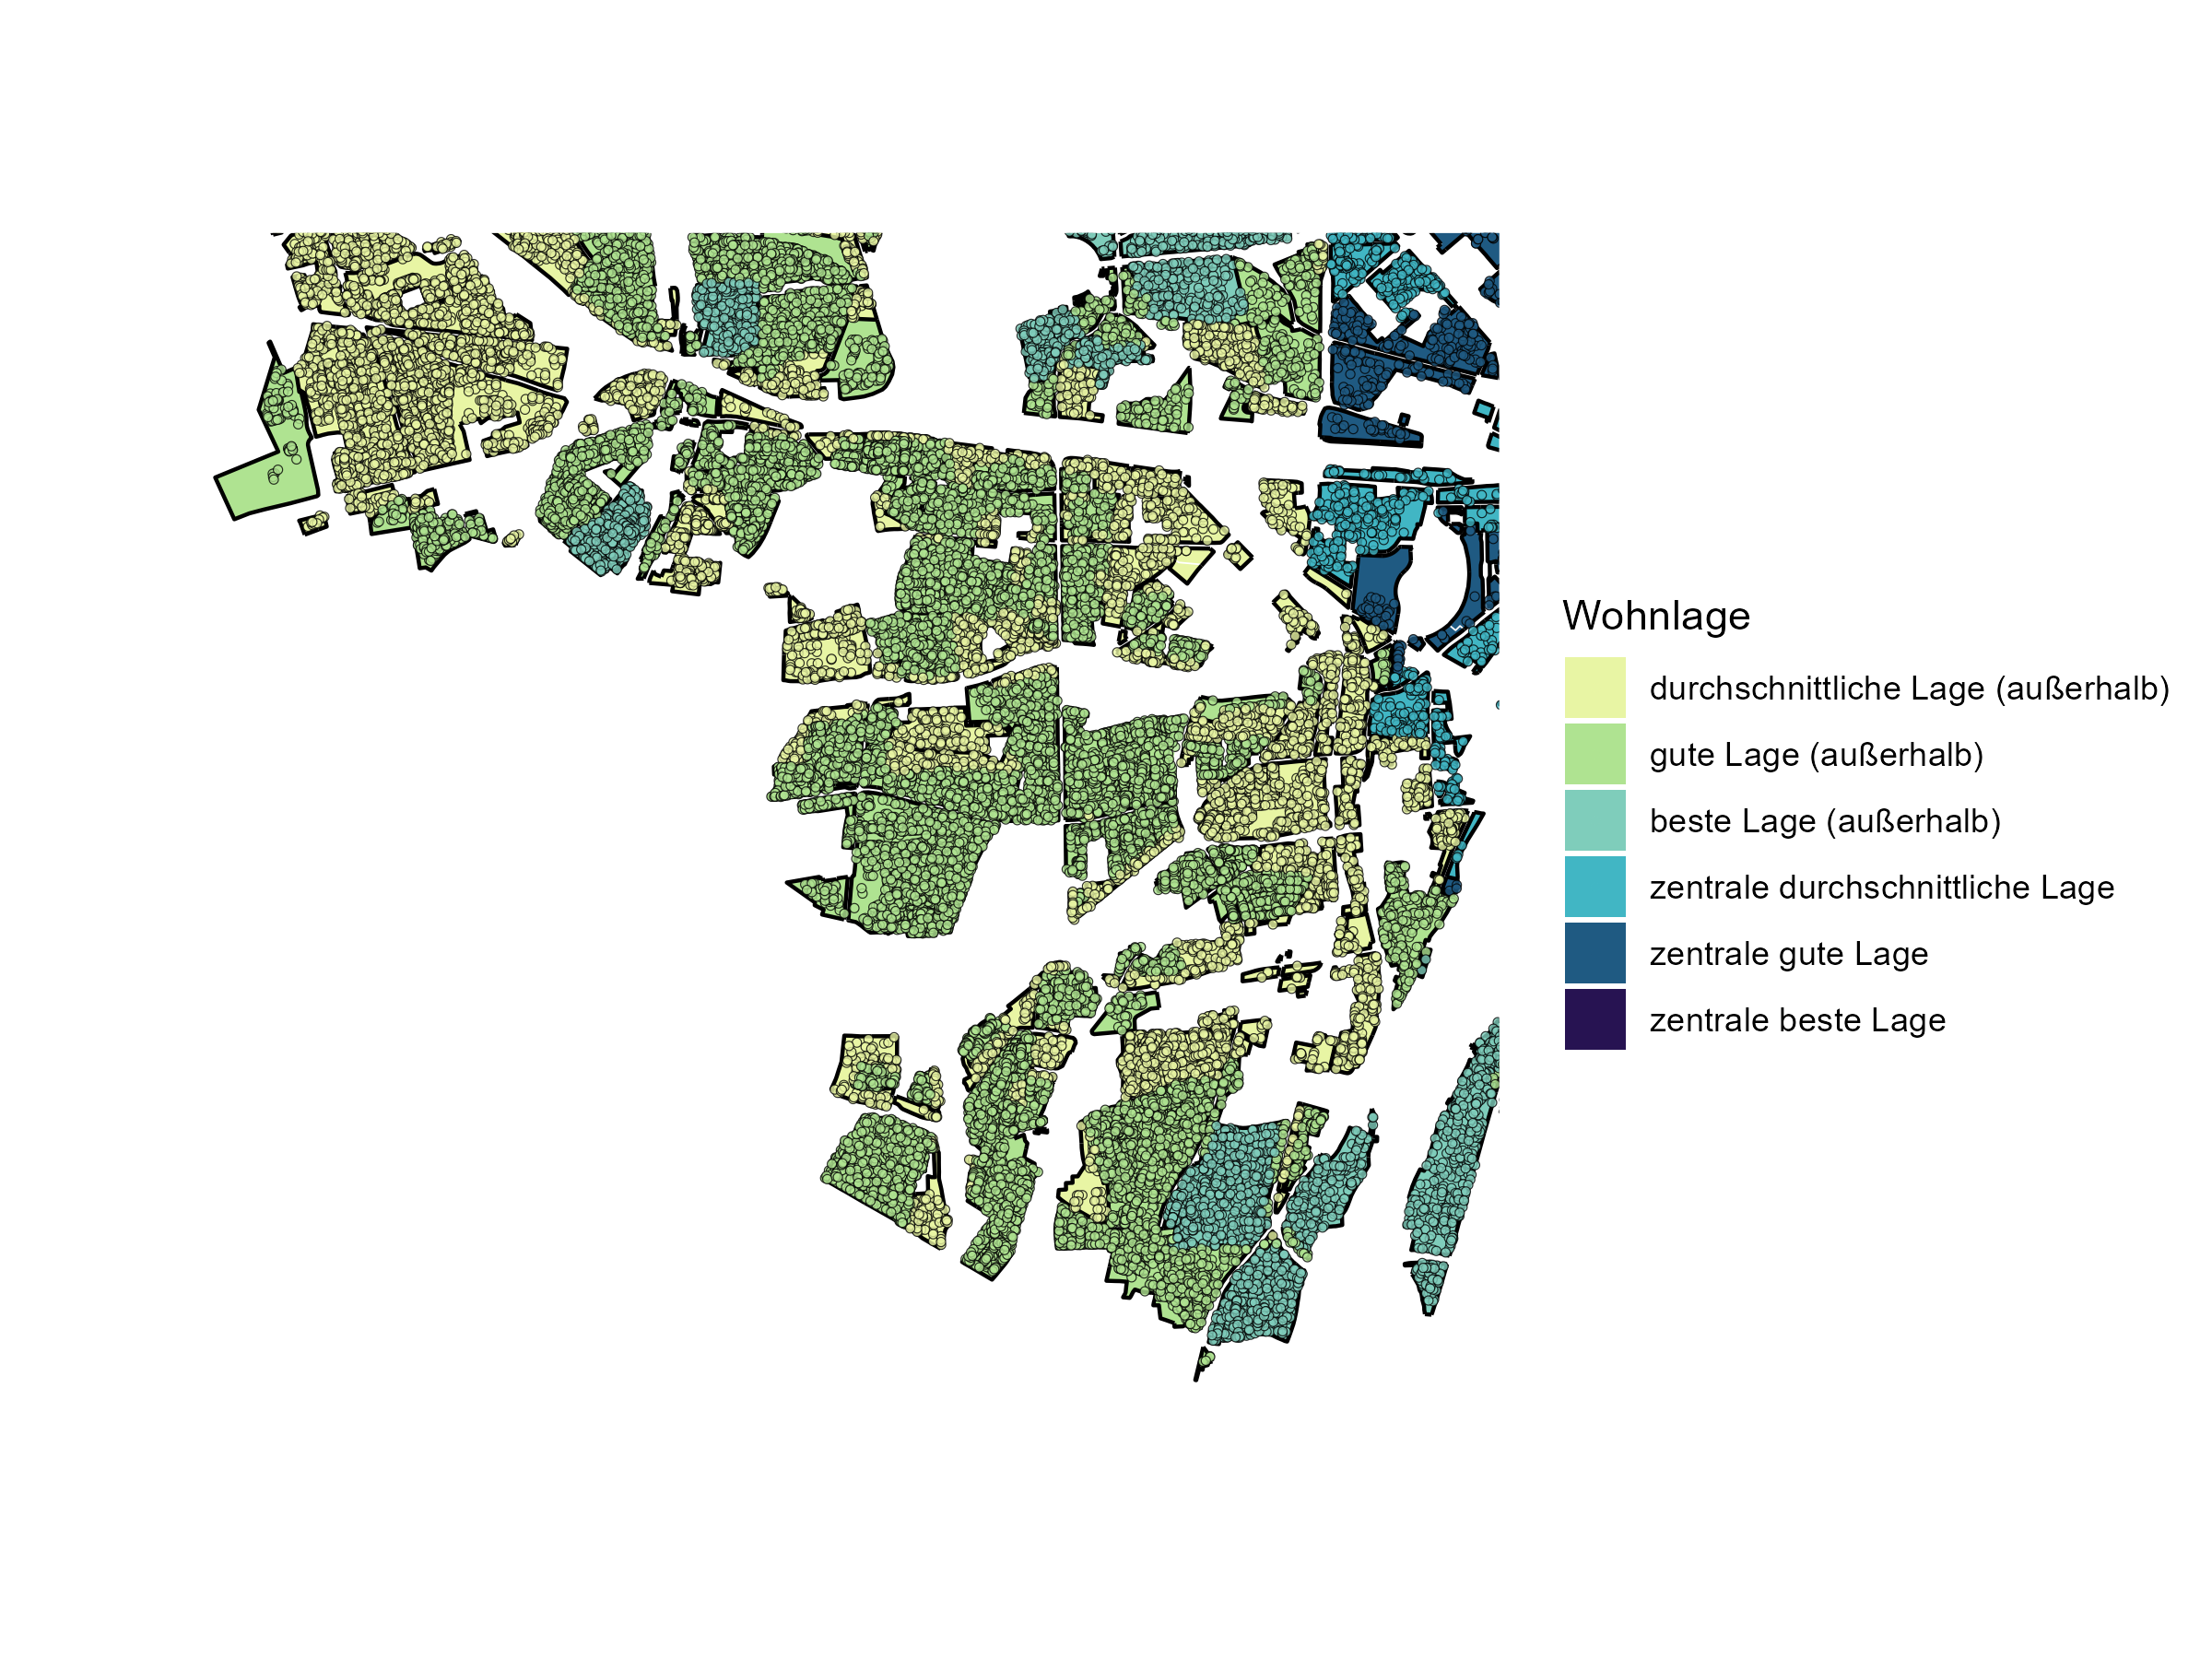 Wohnlage
durchschnittliche Lage (außerhalb)
gute Lage (außerhalb)
beste Lage (außerhalb)
zentrale durchschnittliche Lage
zentrale gute Lage
zentrale beste Lage